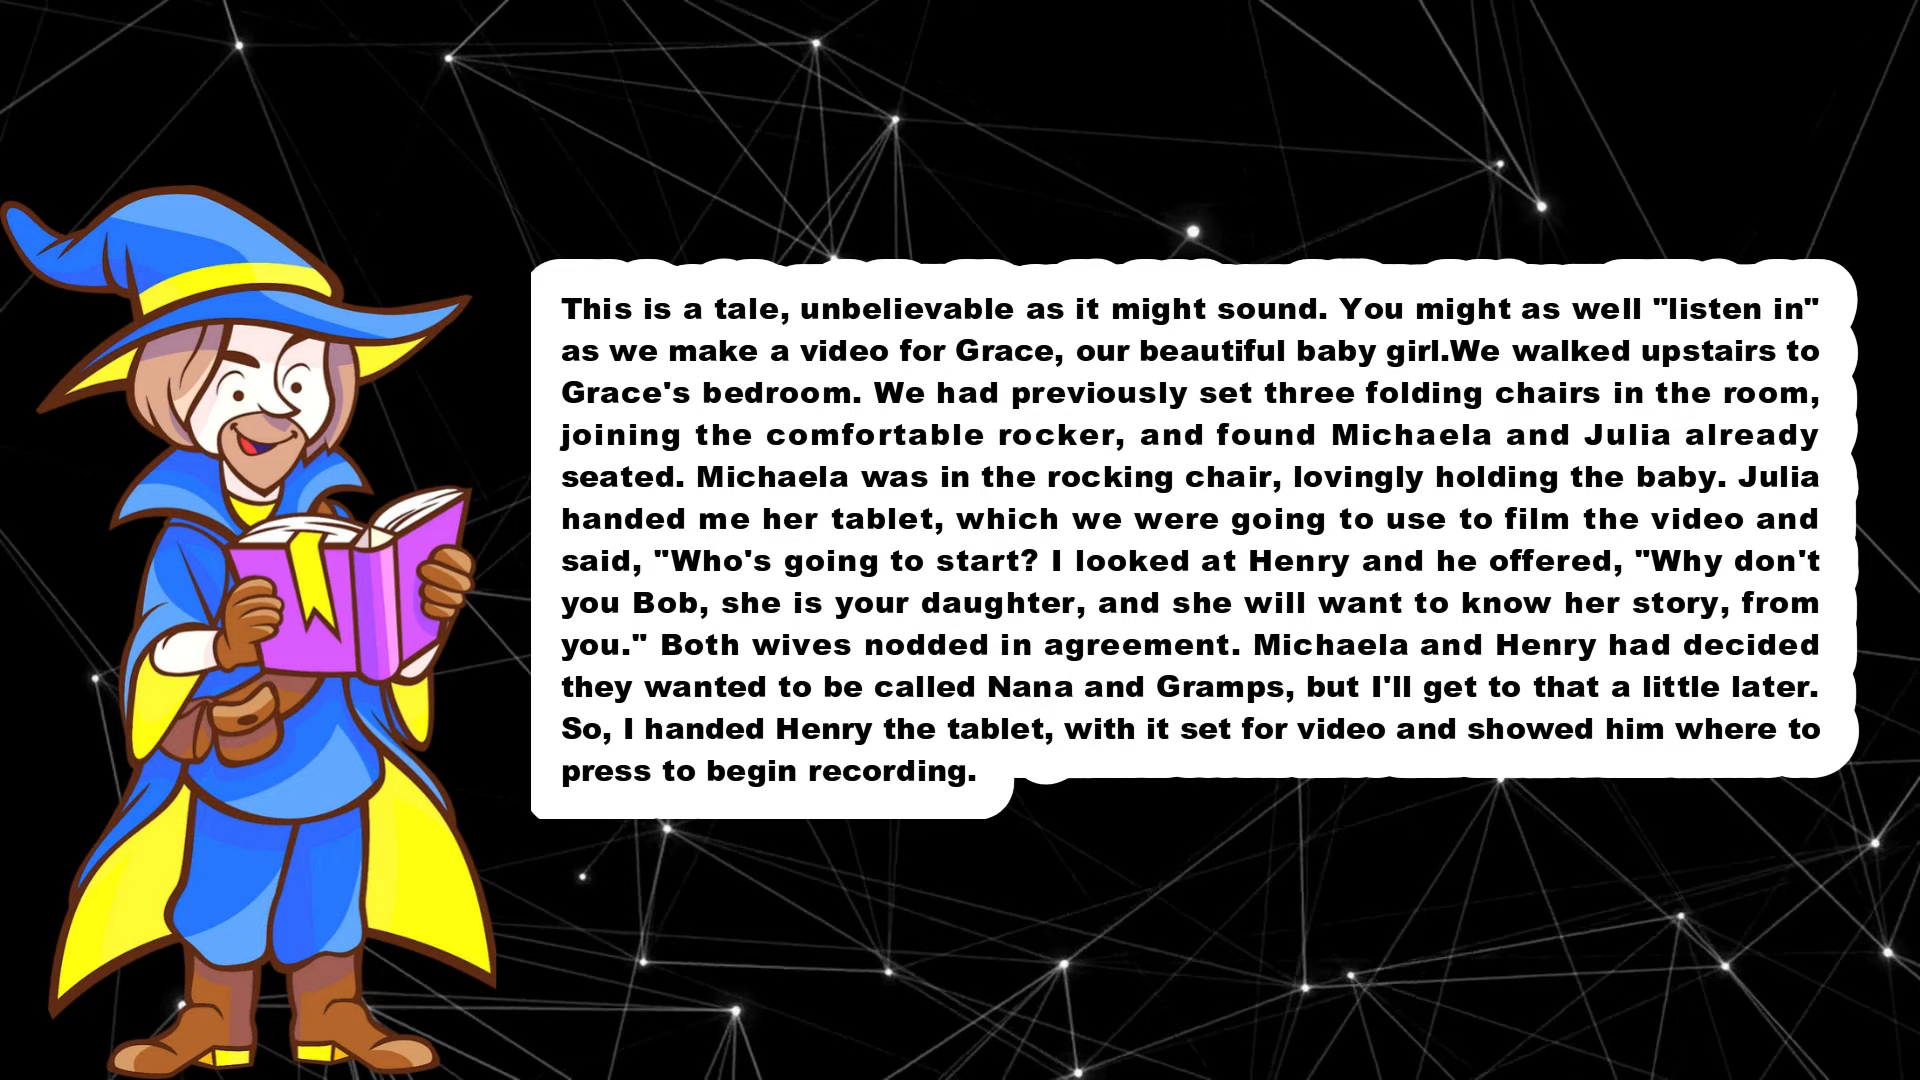 This is a tale, unbelievable as it might sound. You might as well "listen in"
as we make a video for Grace, our beautiful baby girl.We walked upstairs to
Grace's bedroom. We had previously set three folding chairs in the room,
joining the comfortable rocker, and found Michaela and Julia already
seated. Michaela was in the rocking chair, lovingly holding the baby. Julia
handed me her tablet, which we were going to use to film the video and
said, "Who's going to start? I looked at Henry and he offered, "Why don't
you Bob, she is your daughter, and she will want to know her story, from
you." Both wives nodded in agreement. Michaela and Henry had decided
they wanted to be called Nana and Gramps, but I'll get to that a little later.
So, I handed Henry the tablet, with it set for video and showed him where to
press to begin recording.